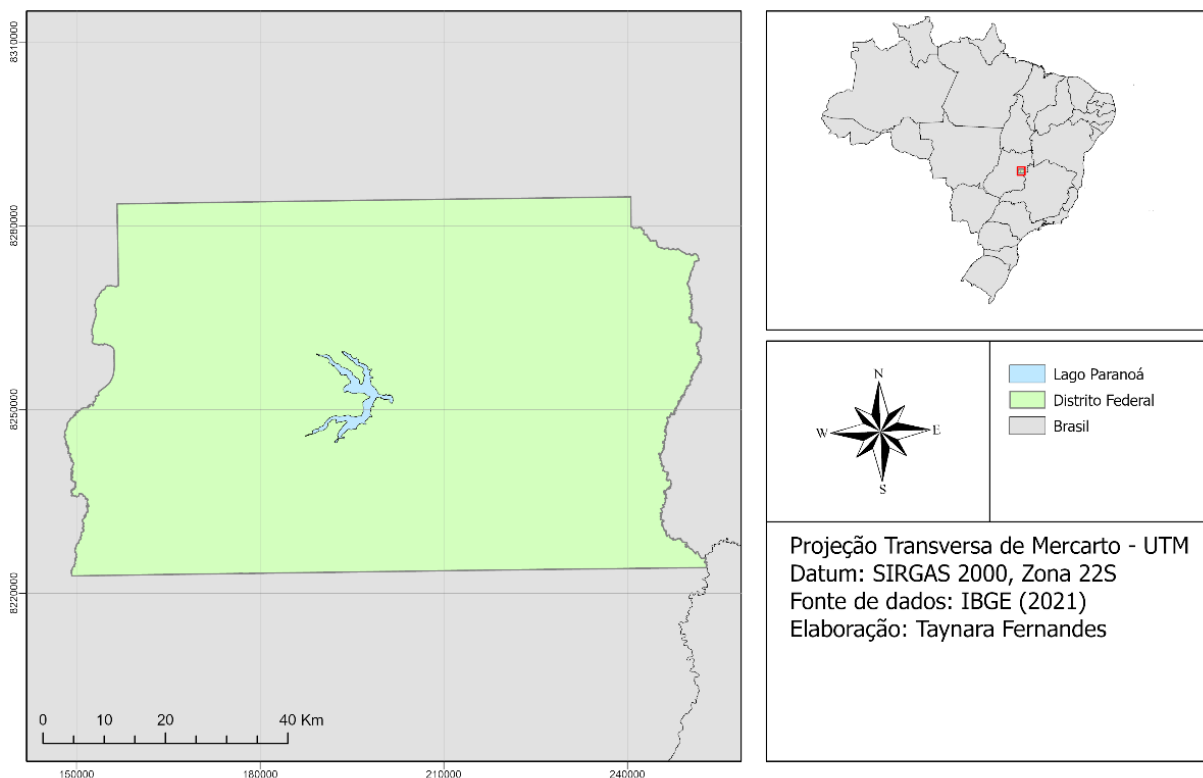 8310000
8280000
8250000
8220000
0 10 20 40 Km
150000 180000 210000 240000
N
W E
S
Lago Paranoá
Distrito Federal
Brasil
Projeção Transversa de Mercarto - UTM
Datum: SIRGAS 2000, Zona 22S
Fonte de dados: IBGE (2021)
Elaboração: Taynara Fernandes